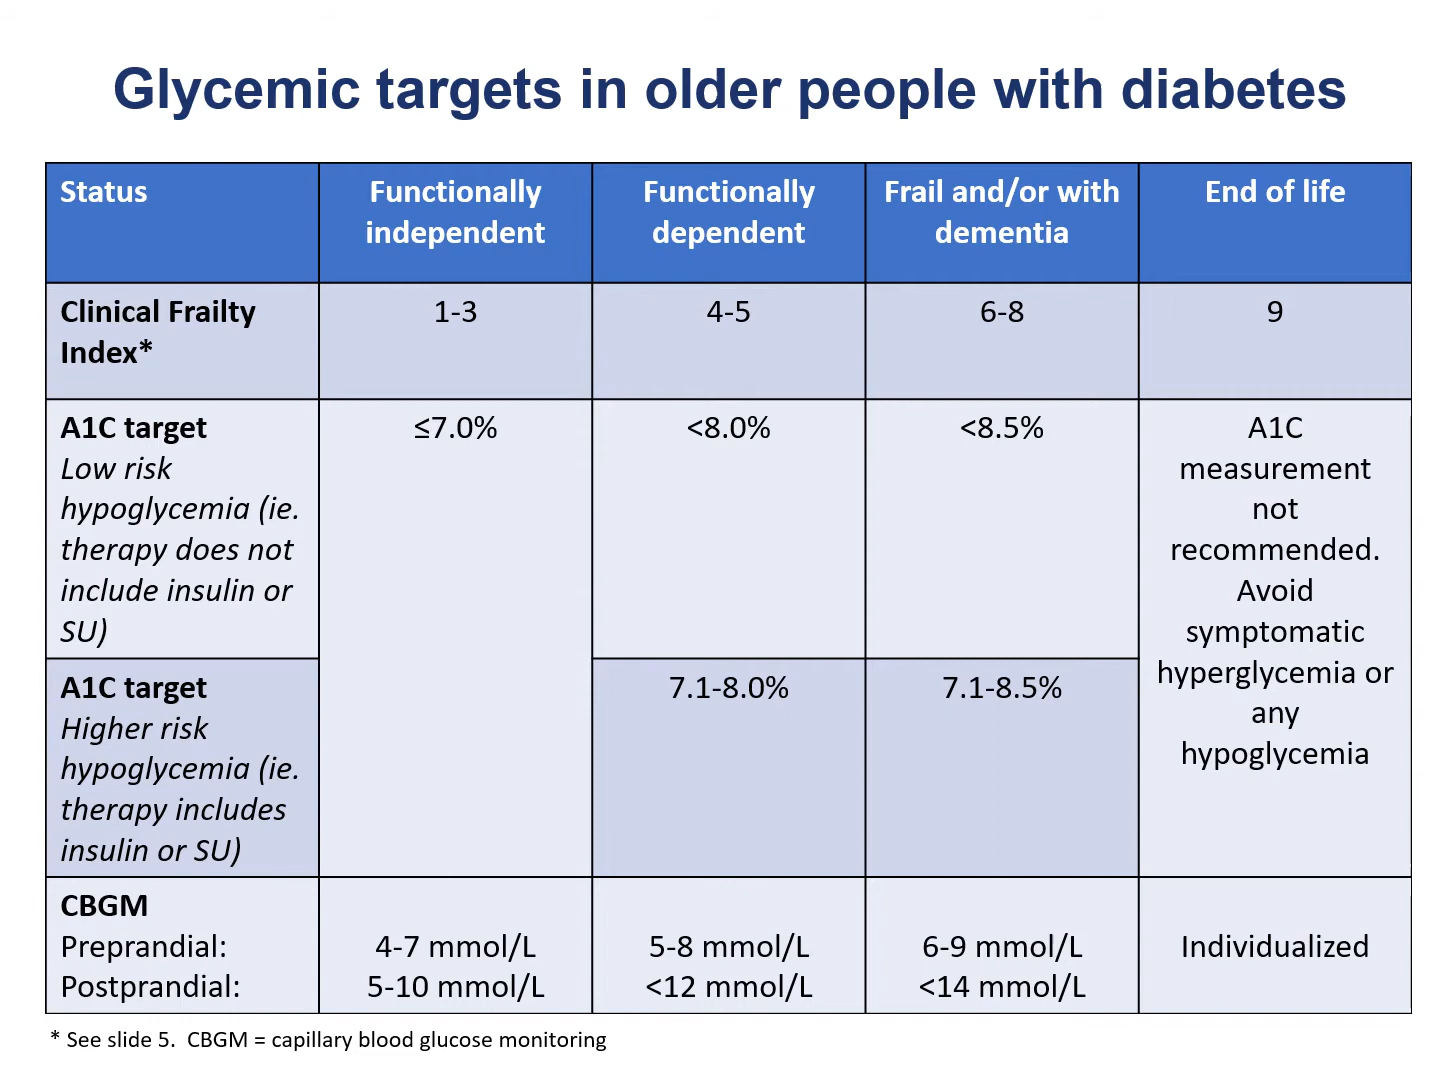 Glycemic targets in older people with diabetes
Status
Functionally
independent
Functionally
dependent
Frail and/or with
dementia
End of life
Clinical Frailty
Index*
1-3
4-5
6-8
9
A1C target
Low risk
hypoglycemia (ie.
therapy does not
include insulin or
SU)
≤7.0%
<8.0%
<8.5%
A1C
measurement
not
recommended.
Avoid
symptomatic
hyperglycemia or
any
hypoglycemia
A1C target
Higher risk
hypoglycemia (ie.
therapy includes
insulin or SU)
7.1-8.0%
7.1-8.5%
CBGM
Preprandial:
Postprandial:
4-7 mmol/L
5-10 mmol/L
5-8 mmol/L
<12 mmol/L
6-9 mmol/L
<14 mmol/L
Individualized
* See slide 5.  CBGM = capillary blood glucose monitoring